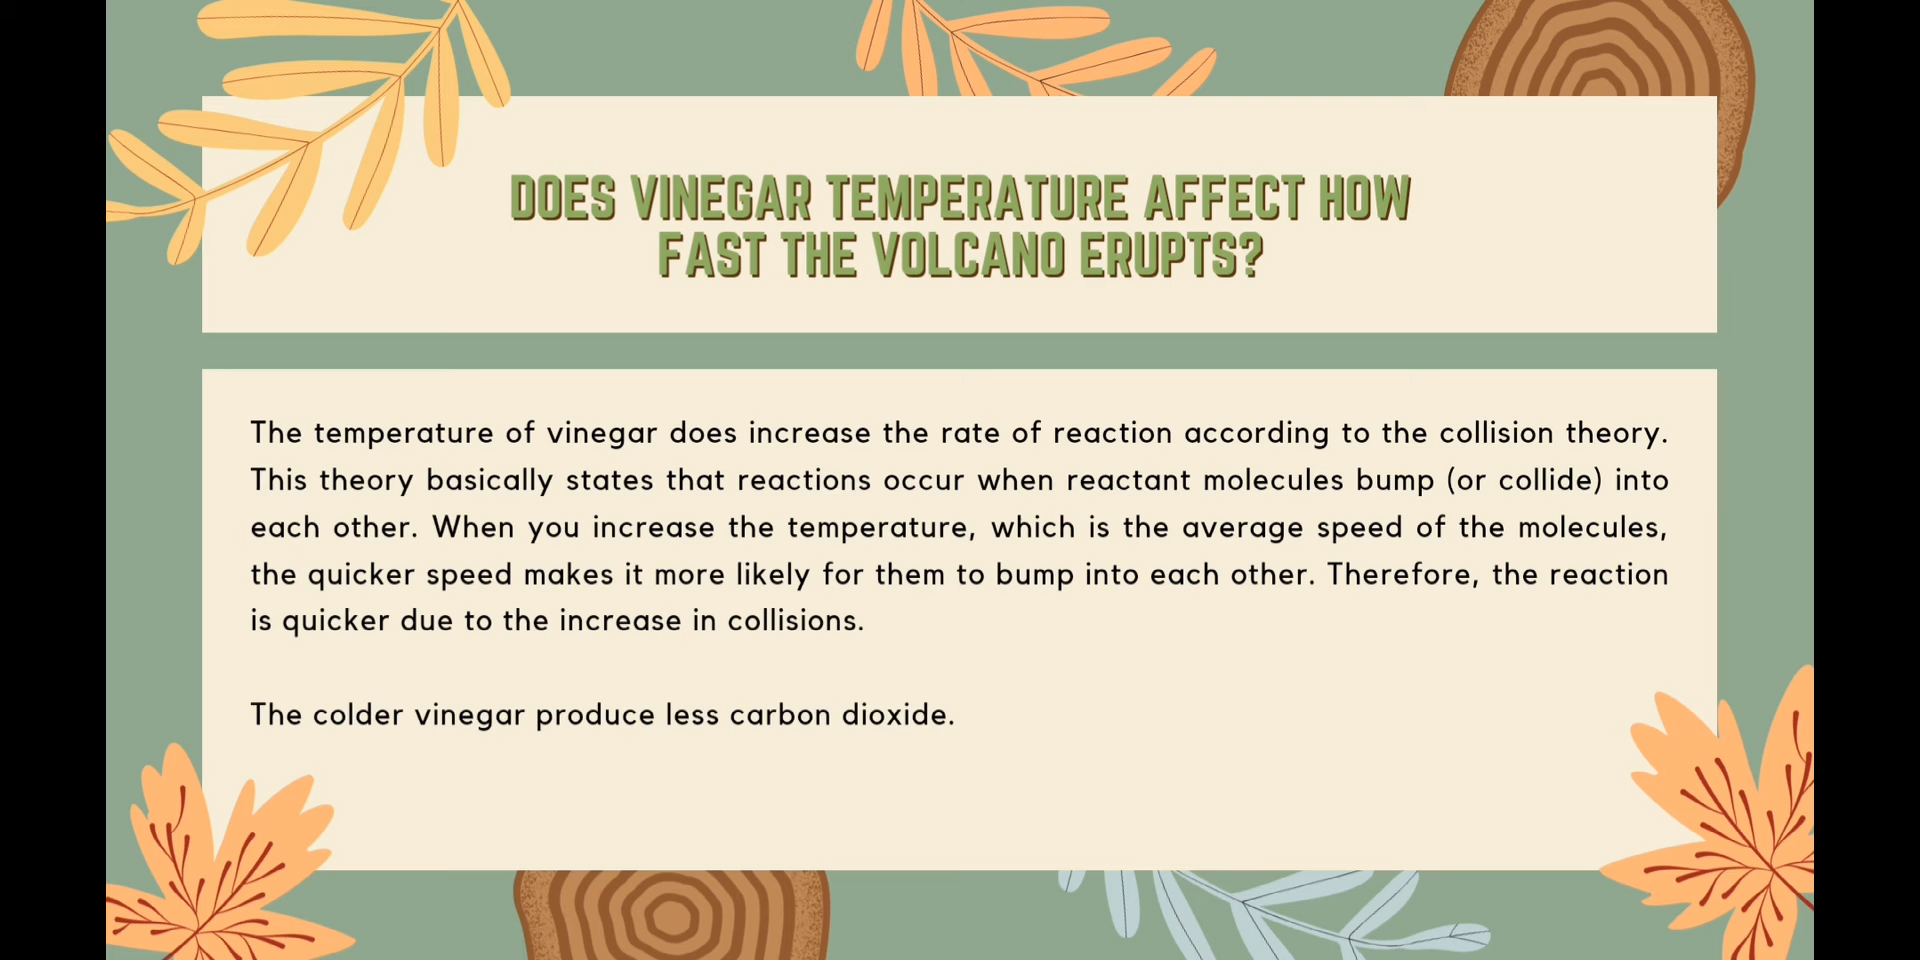 DOES VINEGAR TEMPERATURE AFFECT HOW
FAST THE VOLCANO ERUPTS?
The temperature of vinegar does increase the rate of reaction according to the collision theory.
This theory basically states that reactions occur when reactant molecules bump (or collide) into
each other. When you increase the temperature, which is the average speed of the molecules,
the quicker speed makes it more likely for them to bump into each other. Therefore, the reaction
is quicker due to the increase in collisions.
The colder vinegar produce less carbon dioxide.